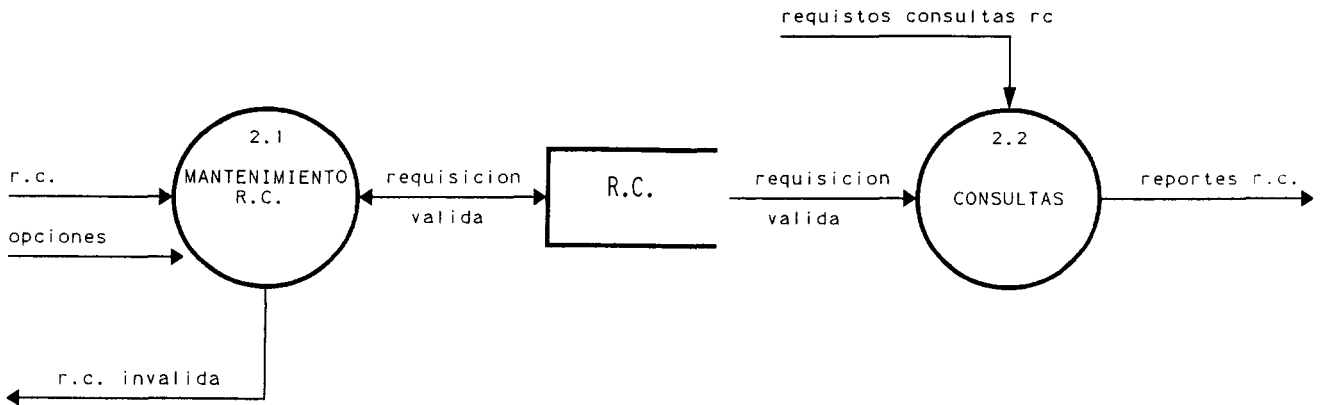 requistos consultas rc
2.1
MANTENIMIENTO
R.C.
r.c.
opciones
r.c. invalida
requisicion
valida
R.C.
requisicion
valida
2.2
CONSULTAS
reportes r.c.